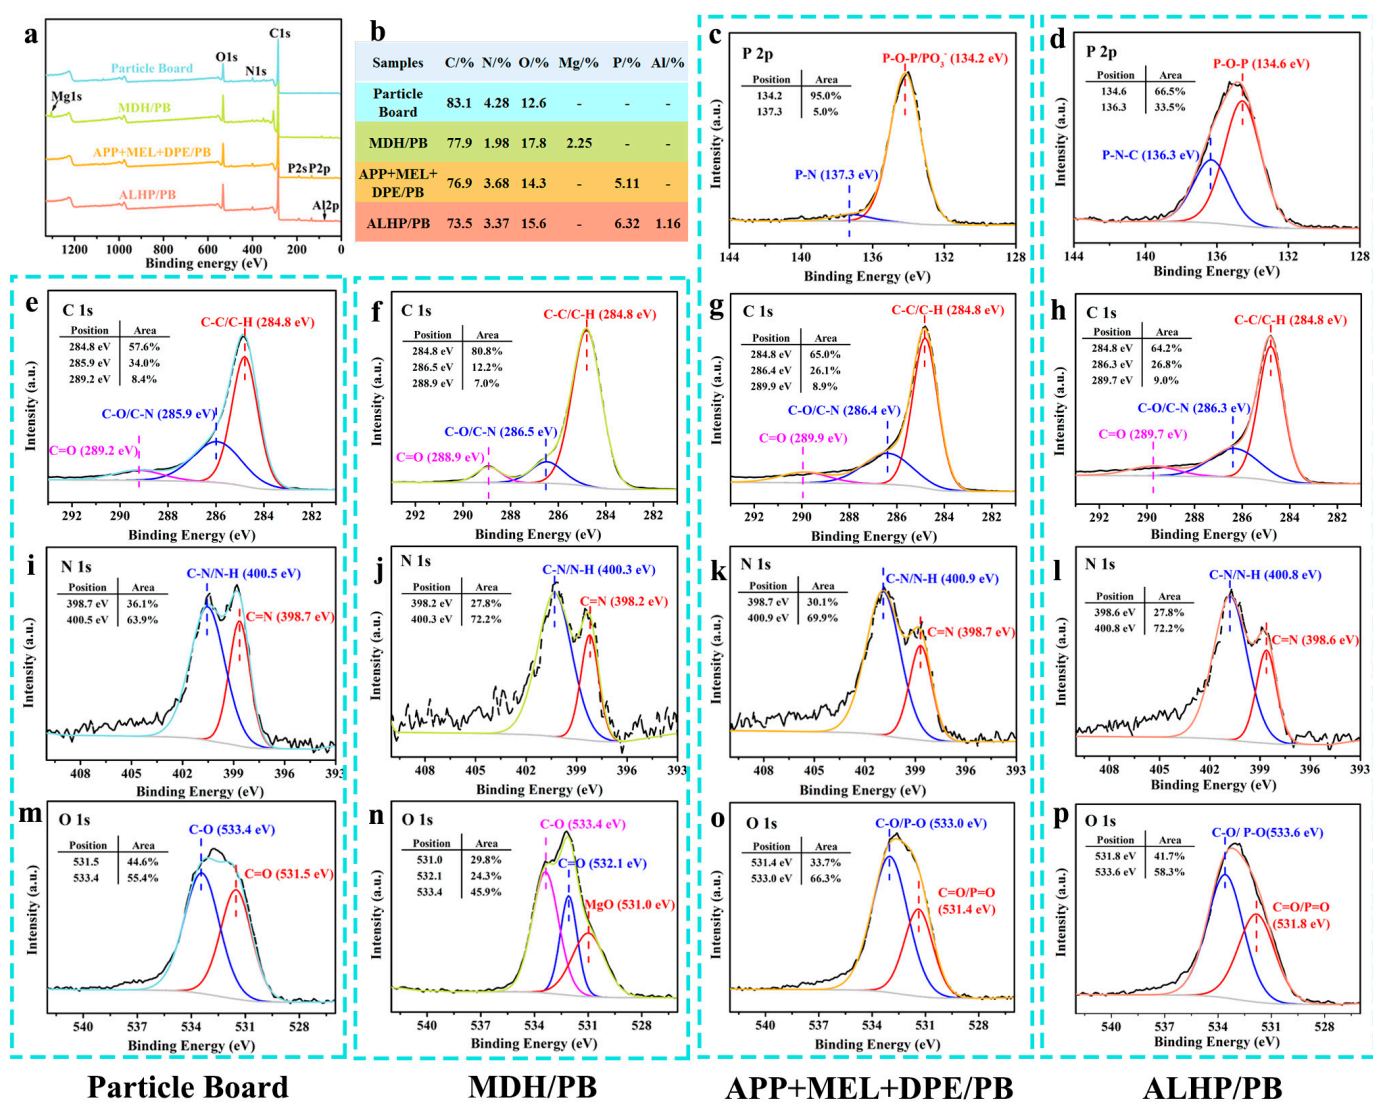 a
C1s
O1s
N1s
Particle Board
Mg1s
MDH/PB
APP+MEL+DPE/PB
P2s P2p
ALHP/PB
Al2p
1200 1000 800 600 400 200 0
Binding energy (eV)
b
Samples C/% N/% O/% Mg/% P/% Al/%
Particle
Board 83.1 4.28 12.6 - - -
MDH/PB 77.9 1.98 17.8 2.25 - -
APP+MEL+
DPE/PB 76.9 3.68 14.3 - 5.11 -
ALHP/PB 73.5 3.37 15.6 - 6.32 1.16
c
P 2p
P-O-P/PO₃⁻ (134.2 eV)
Position Area
134.2 95.0%
137.3 5.0%
P-N (137.3 eV)
Intensity (a.u.)
144 140 136 132 128
Binding Energy (eV)
d
P 2p
P-O-P (134.6 eV)
Position Area
134.6 66.5%
136.3 33.5%
P-N-C (136.3 eV)
Intensity (a.u.)
144 140 136 132 128
Binding Energy (eV)
e
C 1s
C-C/C-H (284.8 eV)
Position Area
284.8 eV 57.6%
285.9 eV 34.0%
289.2 eV 8.4%
C-O/C-N (285.9 eV)
C=O (289.2 eV)
Intensity (a.u.)
292 290 288 286 284 282
Binding Energy (eV)
f
C 1s
C-C/C-H (284.8 eV)
Position Area
284.8 eV 80.8%
286.5 eV 12.2%
288.9 eV 7.0%
C-O/C-N (286.5 eV)
C=O (288.9 eV)
Intensity (a.u.)
292 290 288 286 284 282
Binding Energy (eV)
g
C 1s
C-C/C-H (284.8 eV)
Position Area
284.8 eV 65.0%
286.4 eV 26.1%
289.9 eV 8.9%
C-O/C-N (286.4 eV)
C=O (289.9 eV)
Intensity (a.u.)
292 290 288 286 284 282
Binding Energy (eV)
h
C 1s
C-C/C-H (284.8 eV)
Position Area
284.8 eV 64.2%
286.3 eV 26.8%
289.7 eV 9.0%
C-O/C-N (286.3 eV)
C=O (289.7 eV)
Intensity (a.u.)
292 290 288 286 284 282
Binding Energy (eV)
i
N 1s
C-N/N-H (400.5 eV)
Position Area
398.7 eV 36.1%
400.5 eV 63.9%
C=N (398.7 eV)
Intensity (a.u.)
408 405 402 399 396 393
Binding Energy (eV)
j
N 1s
C-N/N-H (400.3 eV)
Position Area
398.2 eV 27.8%
400.3 eV 72.2%
C=N (398.2 eV)
Intensity (a.u.)
408 405 402 399 396 393
Binding Energy (eV)
k
N 1s
C-N/N-H (400.9 eV)
Position Area
398.7 eV 30.1%
400.9 eV 69.9%
C=N (398.7 eV)
Intensity (a.u.)
408 405 402 399 396 393
Binding Energy (eV)
l
N 1s
C-N/N-H (400.8 eV)
Position Area
398.6 eV 27.8%
400.8 eV 72.2%
C=N (398.6 eV)
Intensity (a.u.)
408 405 402 399 396 393
Binding Energy (eV)
m
O 1s
C-O (533.4 eV)
Position Area
531.5 44.6%
533.4 55.4%
C=O (531.5 eV)
Intensity (a.u.)
540 537 534 531 528
Binding Energy (eV)
n
O 1s
C-O (533.4 eV)
Position Area
531.0 29.8%
532.1 24.3%
533.4 45.9%
C=O (532.1 eV)
MgO (531.0 eV)
Intensity (a.u.)
540 537 534 531 528
Binding Energy (eV)
o
O 1s
C-O/P-O (533.0 eV)
Position Area
531.4 eV 33.7%
533.0 eV 66.3%
C=O/P=O
(531.4 eV)
Intensity (a.u.)
540 537 534 531 528
Binding Energy (eV)
p
O 1s
C-O/ P-O(533.6 eV)
Position Area
531.8 eV 41.7%
533.6 eV 58.3%
C=O/P=O
(531.8 eV)
Intensity (a.u.)
540 537 534 531 528
Binding Energy (eV)
Particle Board
MDH/PB
APP+MEL+DPE/PB
ALHP/PB